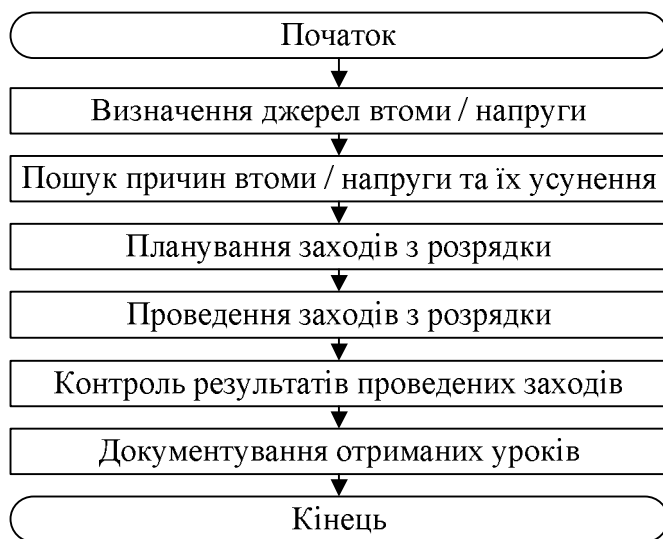 Початок
Визначення джерел втоми / напруги
Пошук причин втоми / напруги та їх усунення
Планування заходів з розрядки
Проведення заходів з розрядки
Контроль результатів проведених заходів
Документування отриманих уроків
Кінець